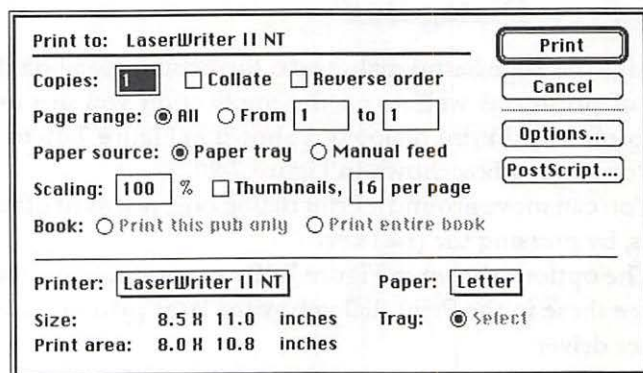 Print to: LaserWriter II NT
Print
Copies: 1 Collate Reverse order
Cancel
Page range: All From 1 to 1
Options...
Paper source: Paper tray Manual feed
PostScript...
Scaling: 100 % Thumbnails, 16 per page
Book: Print this pub only Print entire book
Printer: LaserWriter II NT Paper: Letter
Size: 8.5 X 11.0 inches Tray: Select
Print area: 8.0 X 10.8 inches